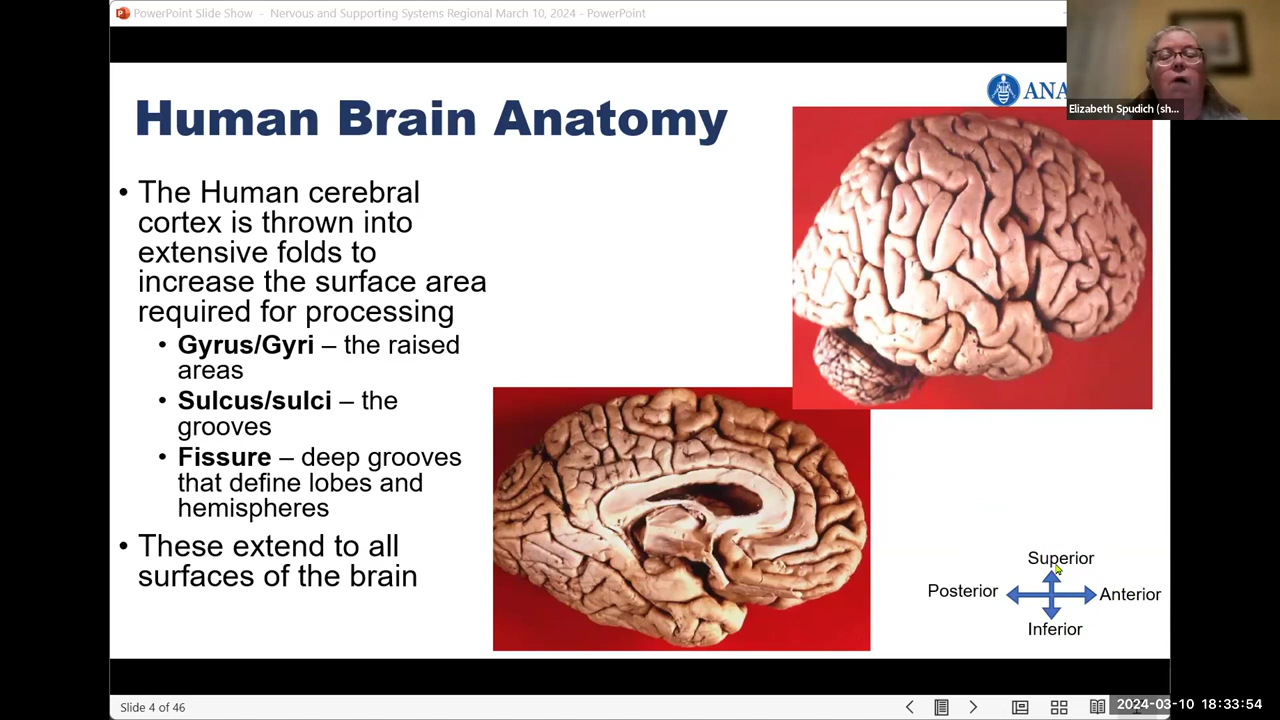 PowerPoint Slide Show - Nervous and Supporting Systems Regional March 10, 2024 - PowerPoint
Elizabeth Spudich (sh...
ANA
Human Brain Anatomy
• The Human cerebral
cortex is thrown into
extensive folds to
increase the surface area
required for processing
• Gyrus/Gyri – the raised
areas
• Sulcus/sulci – the
grooves
• Fissure – deep grooves
that define lobes and
hemispheres
• These extend to all
surfaces of the brain
Superior
Posterior
Anterior
Inferior
Slide 4 of 46
2024-03-10 18:33:54